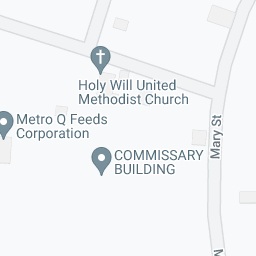 Holy Will United
Methodist Church
Metro Q Feeds
Corporation
Mary St
COMMISSARY
BUILDING
N